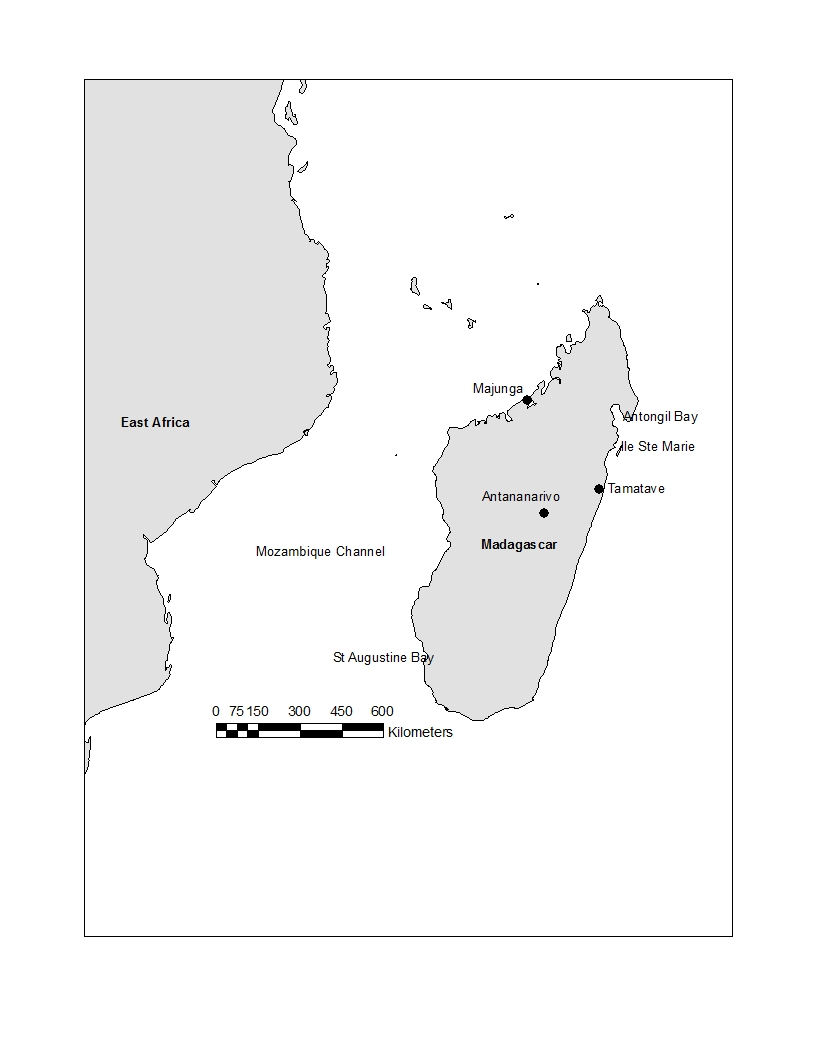 Majunga
Antongil Bay
East Africa
Ile Ste Marie
Tamatave
Antananarivo
Madagascar
Mozambique Channel
St Augustine Bay
0 75 150 300 450 600
Kilometers